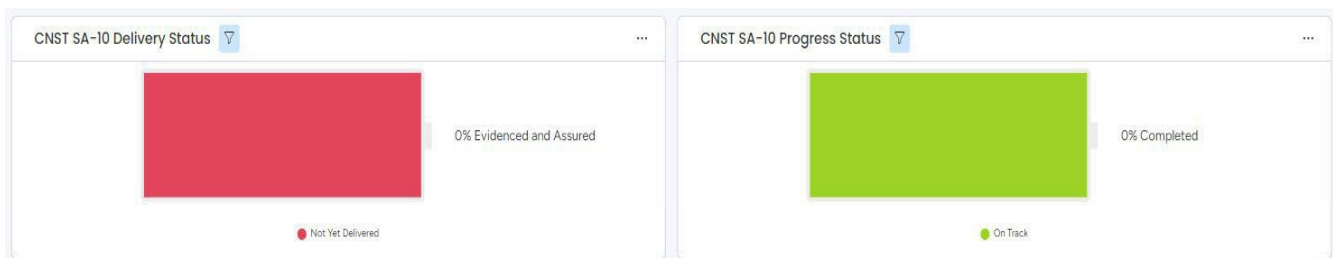 CNST SA-10 Delivery Status
...
0% Evidenced and Assured
Not Yet Delivered
CNST SA-10 Progress Status
...
0% Completed
On Track